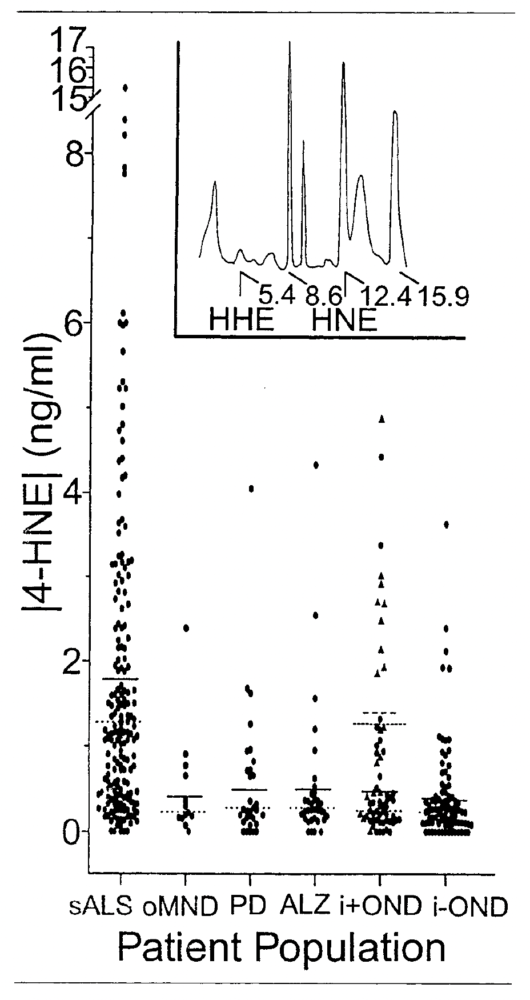 17
16
15
8
6
4
2
0
|4-HNE| (ng/ml)
5.4 8.6 12.4 15.9
HHE HNE
sALS oMND PD ALZ i+OND i-OND
Patient Population